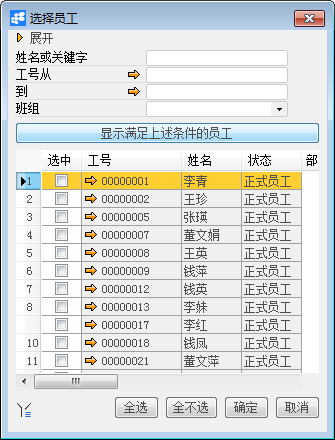 选择员工
展开
姓名或关键字
工号从
到
班组
显示满足上述条件的员工
选中 工号 姓名 状态 部
1 00000001 李青 正式员工
2 00000002 王珍 正式员工
3 00000005 张瑛 正式员工
4 00000007 董文娟 正式员工
5 00000008 王英 正式员工
6 00000009 钱萍 正式员工
7 00000012 钱英 正式员工
8 00000013 李妹 正式员工
00000017 李红 正式员工
10 00000018 钱凤 正式员工
11 00000021 董文萍 正式员工
全选 全不选 确定 取消